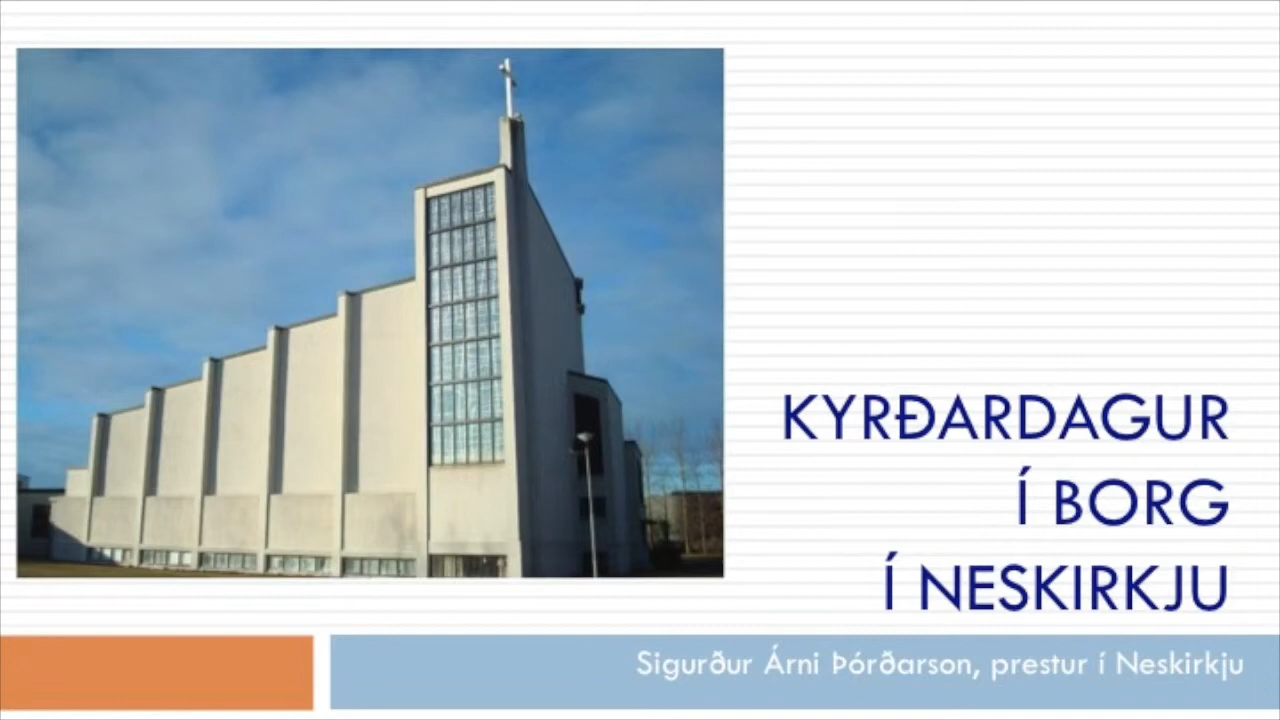 KYRÐARDAGUR
Í BORG
Í NESKIRKJU
Sigurður Árni Þórðarson, prestur í Neskirkju